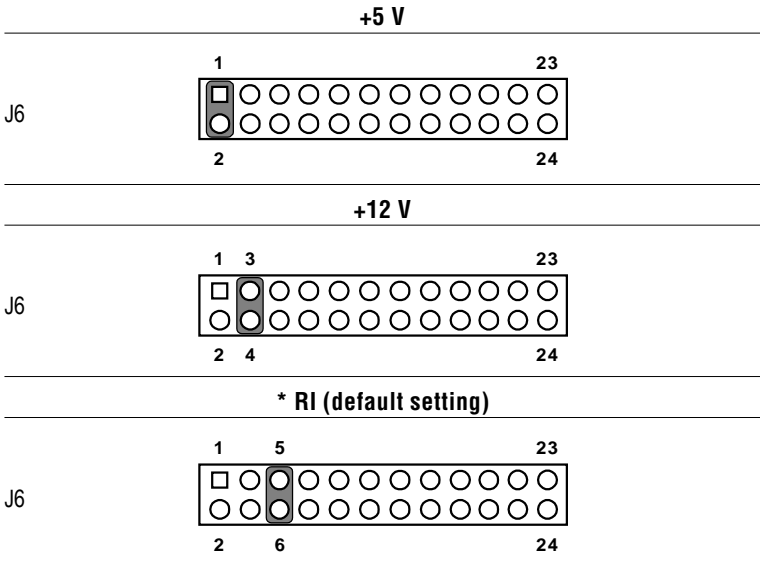 +5 V
1 23
J6
2 24
+12 V
1 3 23
J6
2 4 24
* RI (default setting)
1 5 23
J6
2 6 24